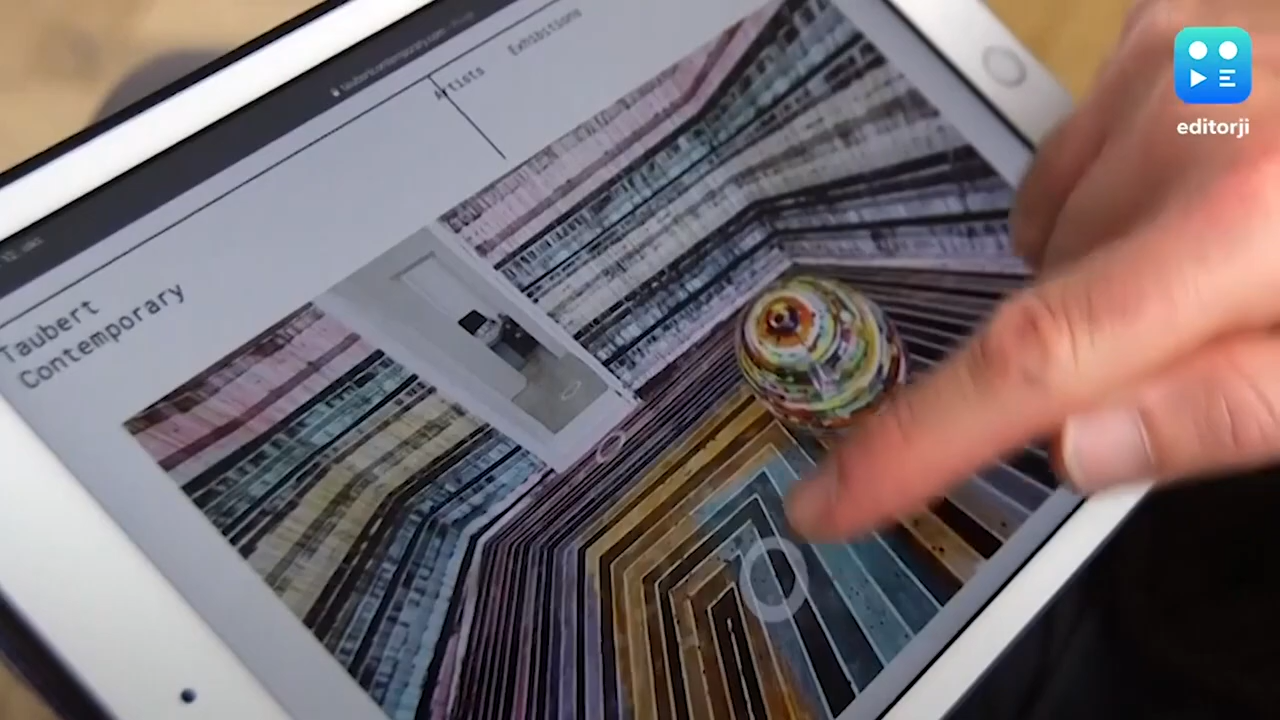 editorji
Artists
Exhibitions
Taubert
Contemporary